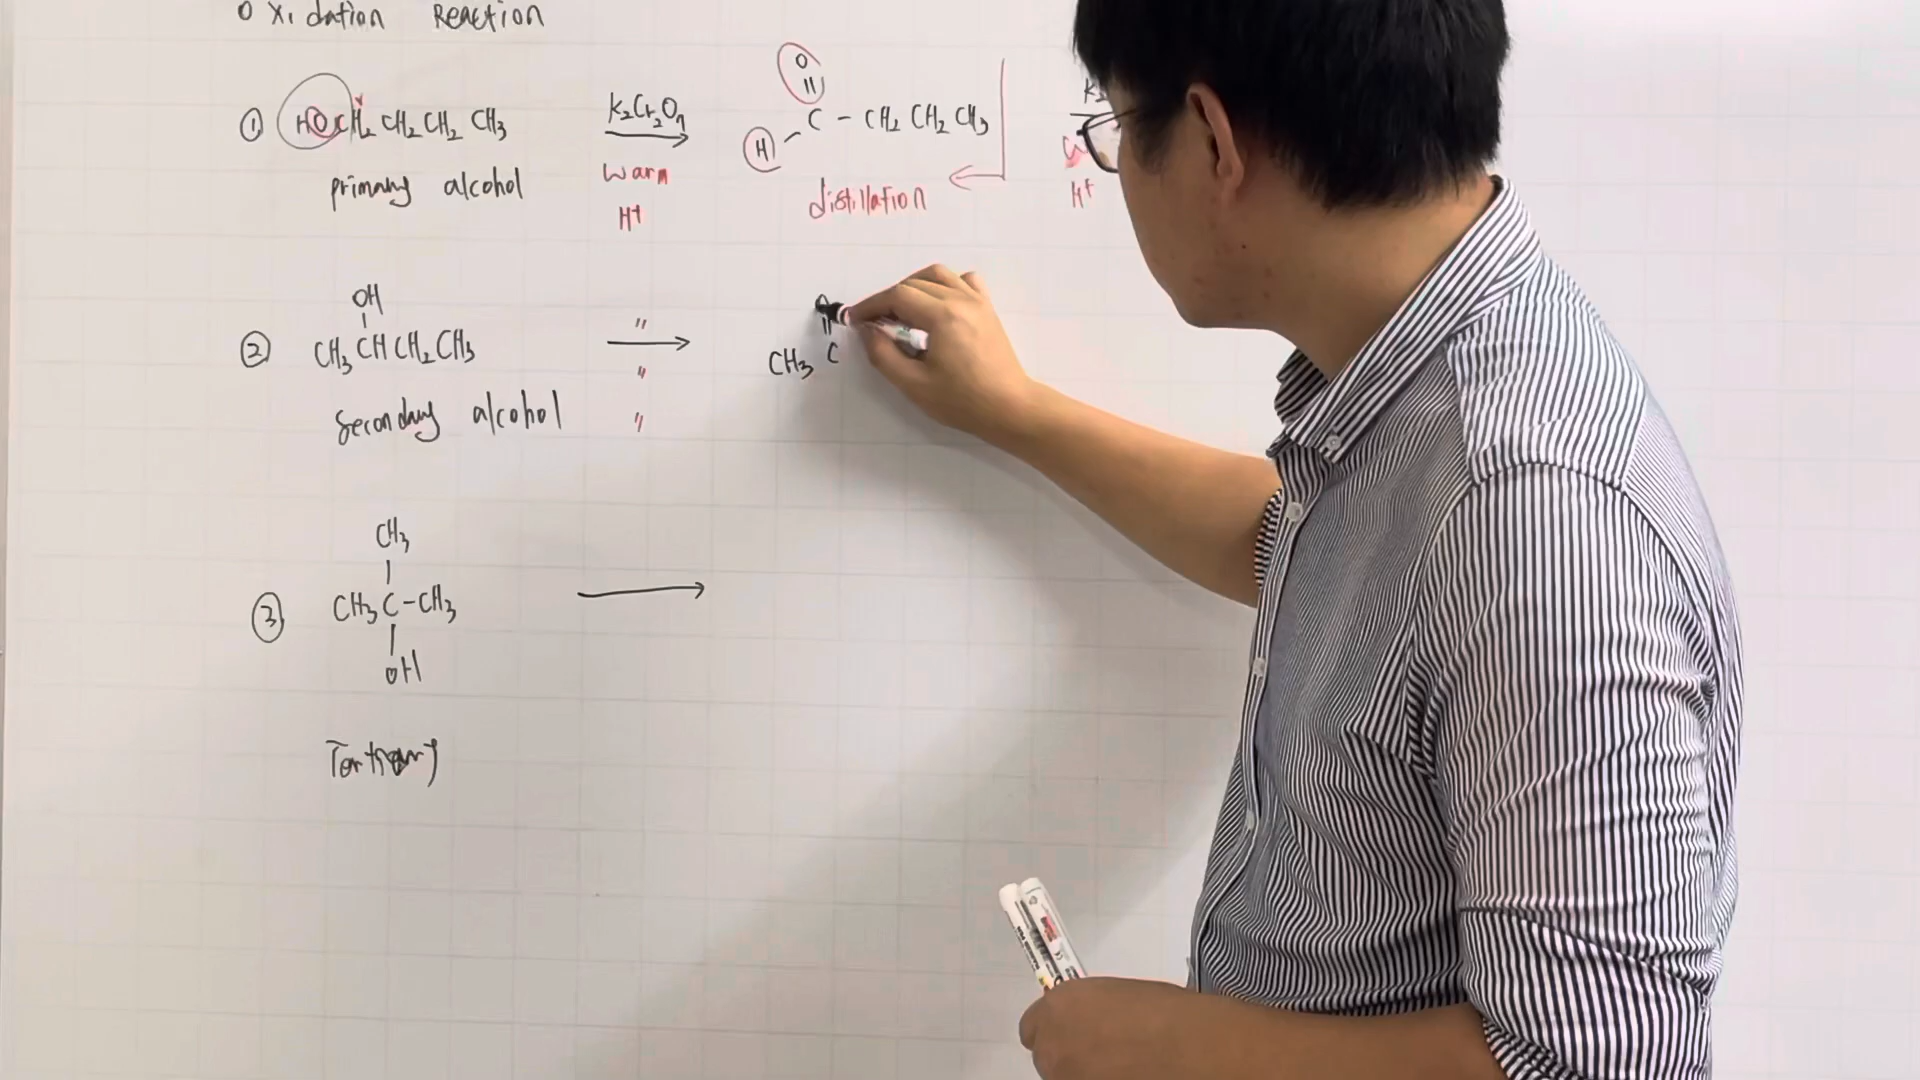 Oxidation Reaction
① HOCH₂ CH₂ CH₂ CH₃
K₂Cr₂O₇
Warm
H⁺
O
||
H - C - CH₂ CH₂ CH₃
distillation
K₂
H⁺
primary alcohol
OH
|
② CH₃ CH CH₂ CH₃
"
"
"
O
||
CH₃ C
Secondary alcohol
CH₃
|
③ CH₃ C - CH₃
|
OH